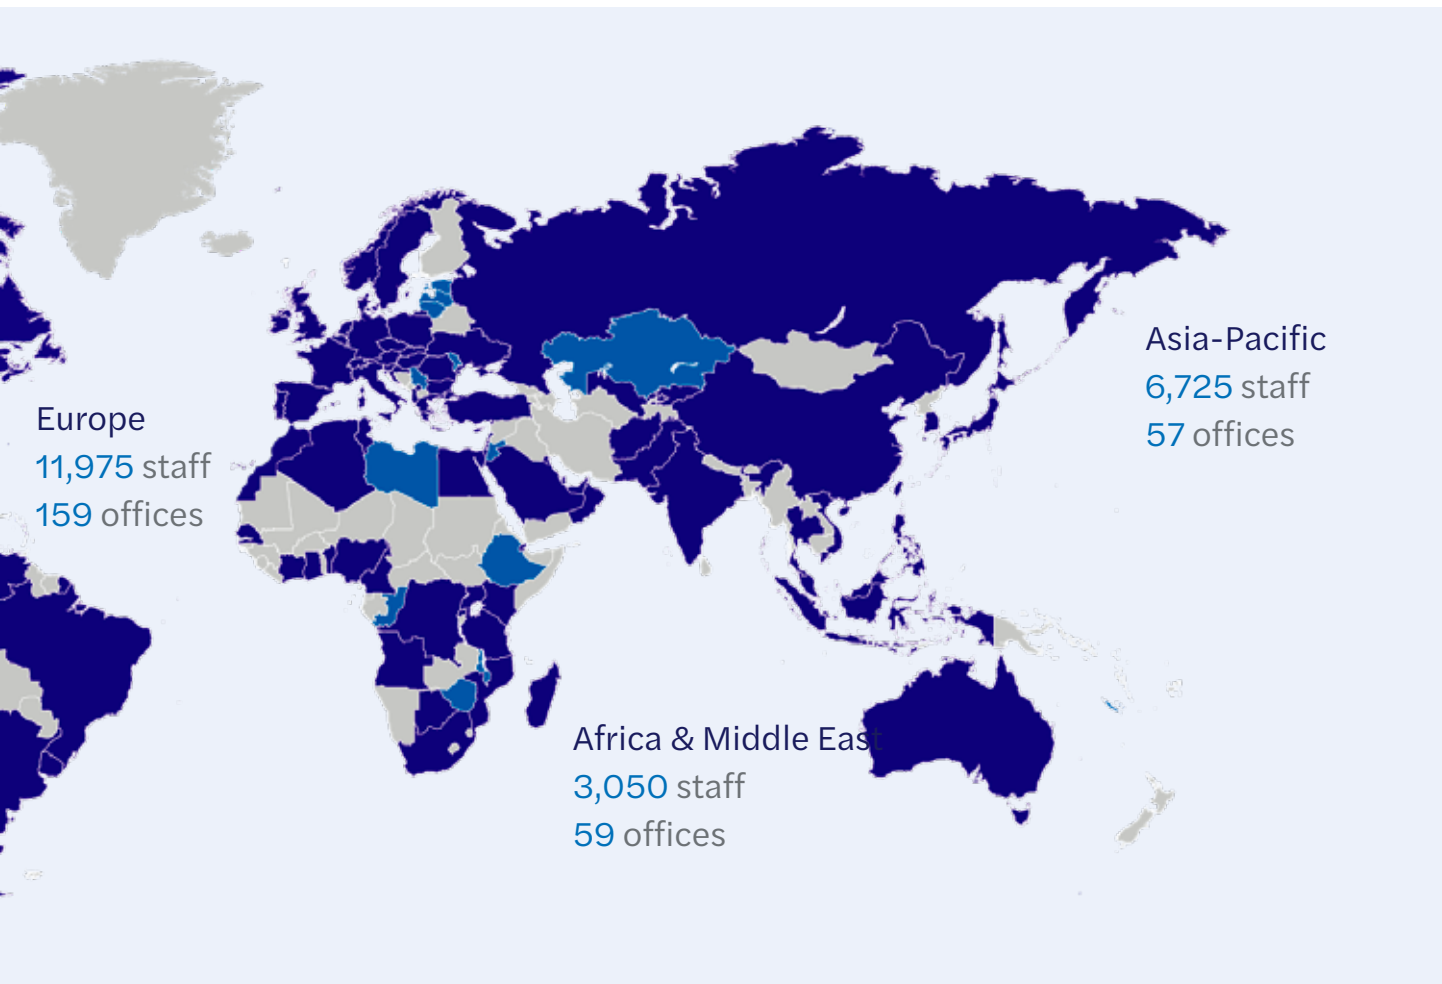 Asia-Pacific
6,725 staff
57 offices
Europe
11,975 staff
159 offices
Africa & Middle East
3,050 staff
59 offices